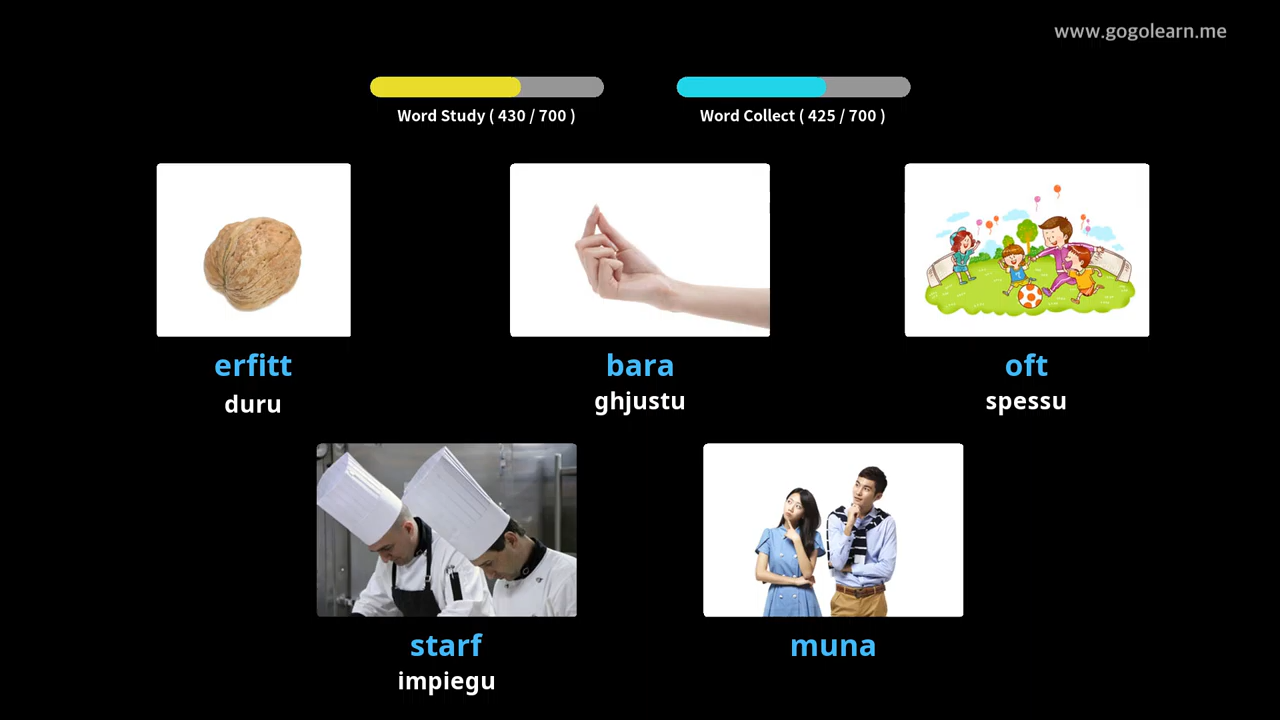 www.gogolearn.me
Word Study ( 430 / 700 )
Word Collect ( 425 / 700 )
erfitt
duru
bara
ghjustu
oft
spessu
starf
impiegu
muna